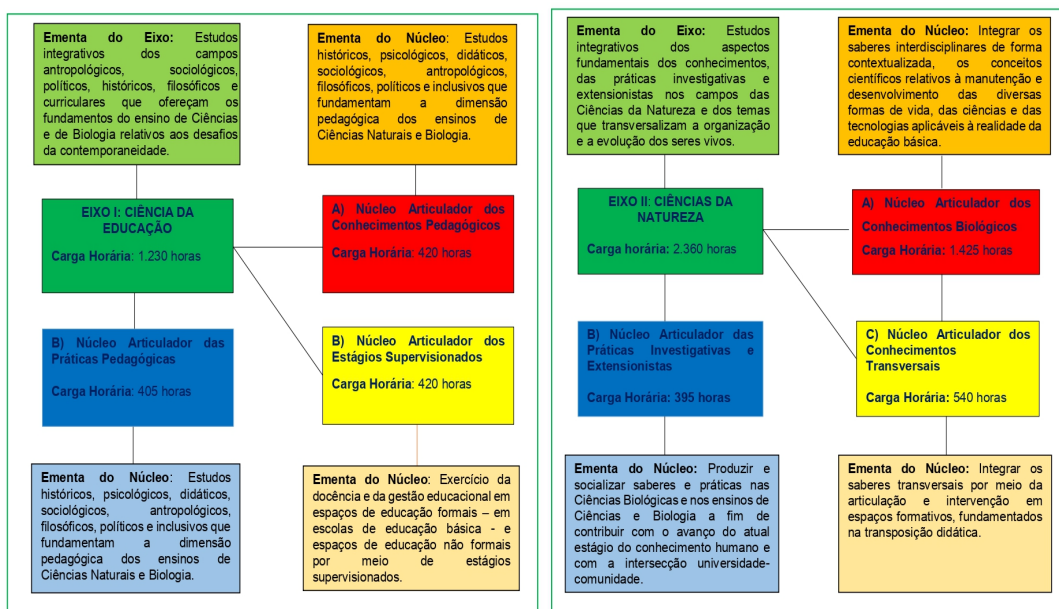 Ementa do Eixo: Estudos
integrativos dos campos
antropológicos, sociológicos,
políticos, históricos, filosóficos e
curriculares que ofereçam os
fundamentos do ensino de Ciências
e de Biologia relativos aos desafios
da contemporaneidade.
Ementa do Núcleo: Estudos
históricos, psicológicos, didáticos,
sociológicos, antropológicos,
filosóficos, políticos e inclusivos que
fundamentam a dimensão
pedagógica dos ensinos de
Ciências Naturais e Biologia.
EIXO I: CIÊNCIA DA
EDUCAÇÃO
Carga Horária: 1.230 horas
A) Núcleo Articulador dos
Conhecimentos Pedagógicos
Carga Horária: 420 horas
B) Núcleo Articulador das
Práticas Pedagógicas
Carga Horária: 405 horas
B) Núcleo Articulador dos
Estágios Supervisionados
Carga Horária: 420 horas
Ementa do Núcleo: Estudos
históricos, psicológicos, didáticos,
sociológicos, antropológicos,
filosóficos, políticos e inclusivos que
fundamentam a dimensão
pedagógica dos ensinos de
Ciências Naturais e Biologia.
Ementa do Núcleo: Exercício da
docência e da gestão educacional em
espaços de educação formais – em
escolas de educação básica - e
espaços de educação não formais
por meio de estágios
supervisionados.
Ementa do Eixo: Estudos
integrativos dos aspectos
fundamentais dos conhecimentos,
das práticas investigativas e
extensionistas nos campos das
Ciências da Natureza e dos temas
que transversalizam a organização
e a evolução dos seres vivos.
Ementa do Núcleo: Integrar os
saberes interdisciplinares de forma
contextualizada, os conceitos
científicos relativos à manutenção e
desenvolvimento das diversas
formas de vida, das ciências e das
tecnologias aplicáveis à realidade da
educação básica.
EIXO II: CIÊNCIAS DA
NATUREZA
Carga horária: 2.360 horas
A) Núcleo Articulador dos
Conhecimentos Biológicos
Carga Horária: 1.425 horas
B) Núcleo Articulador das
Práticas Investigativas e
Extensionistas
Carga Horária: 395 horas
C) Núcleo Articulador dos
Conhecimentos
Transversais
Carga Horária: 540 horas
Ementa do Núcleo: Produzir e
socializar saberes e práticas nas
Ciências Biológicas e nos ensinos de
Ciências e Biologia a fim de
contribuir com o avanço do atual
estágio do conhecimento humano e
com a intersecção universidade-
comunidade.
Ementa do Núcleo: Integrar os
saberes transversais por meio da
articulação e intervenção em
espaços formativos, fundamentados
na transposição didática.